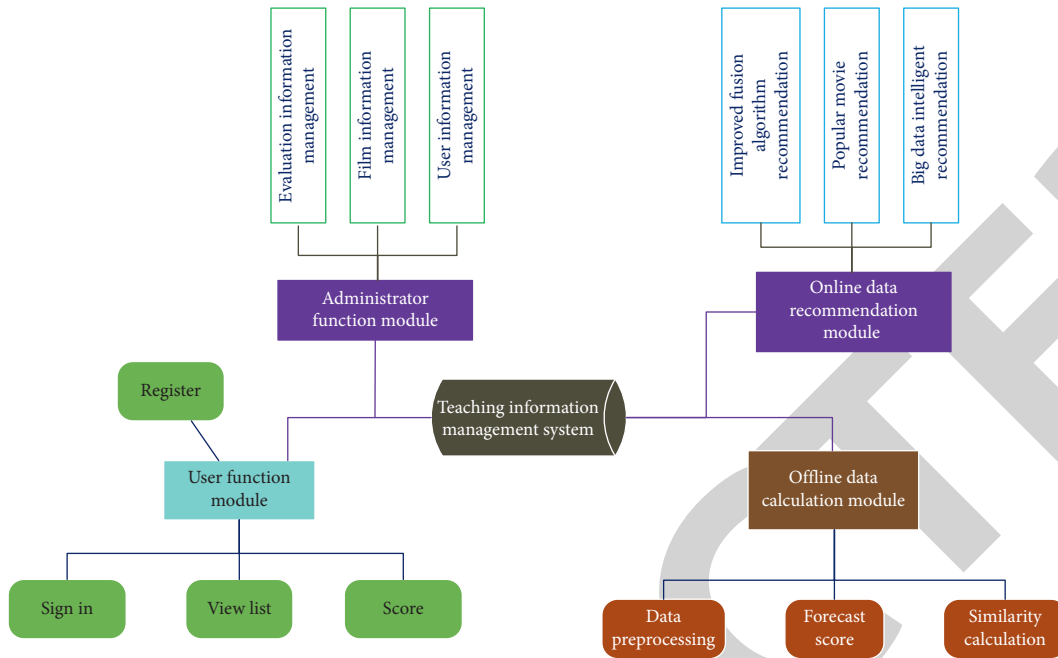 Evaluation information
management
Film information
management
User information
management
Improved fusion
algorithm
recommendation
Popular movie
recommendation
Big data intelligent
recommendation
Administrator
function module
Online data
recommendation
module
Register
Teaching information
management system
User function
module
Offline data
calculation module
Sign in
View list
Score
Data
preprocessing
Forecast
score
Similarity
calculation